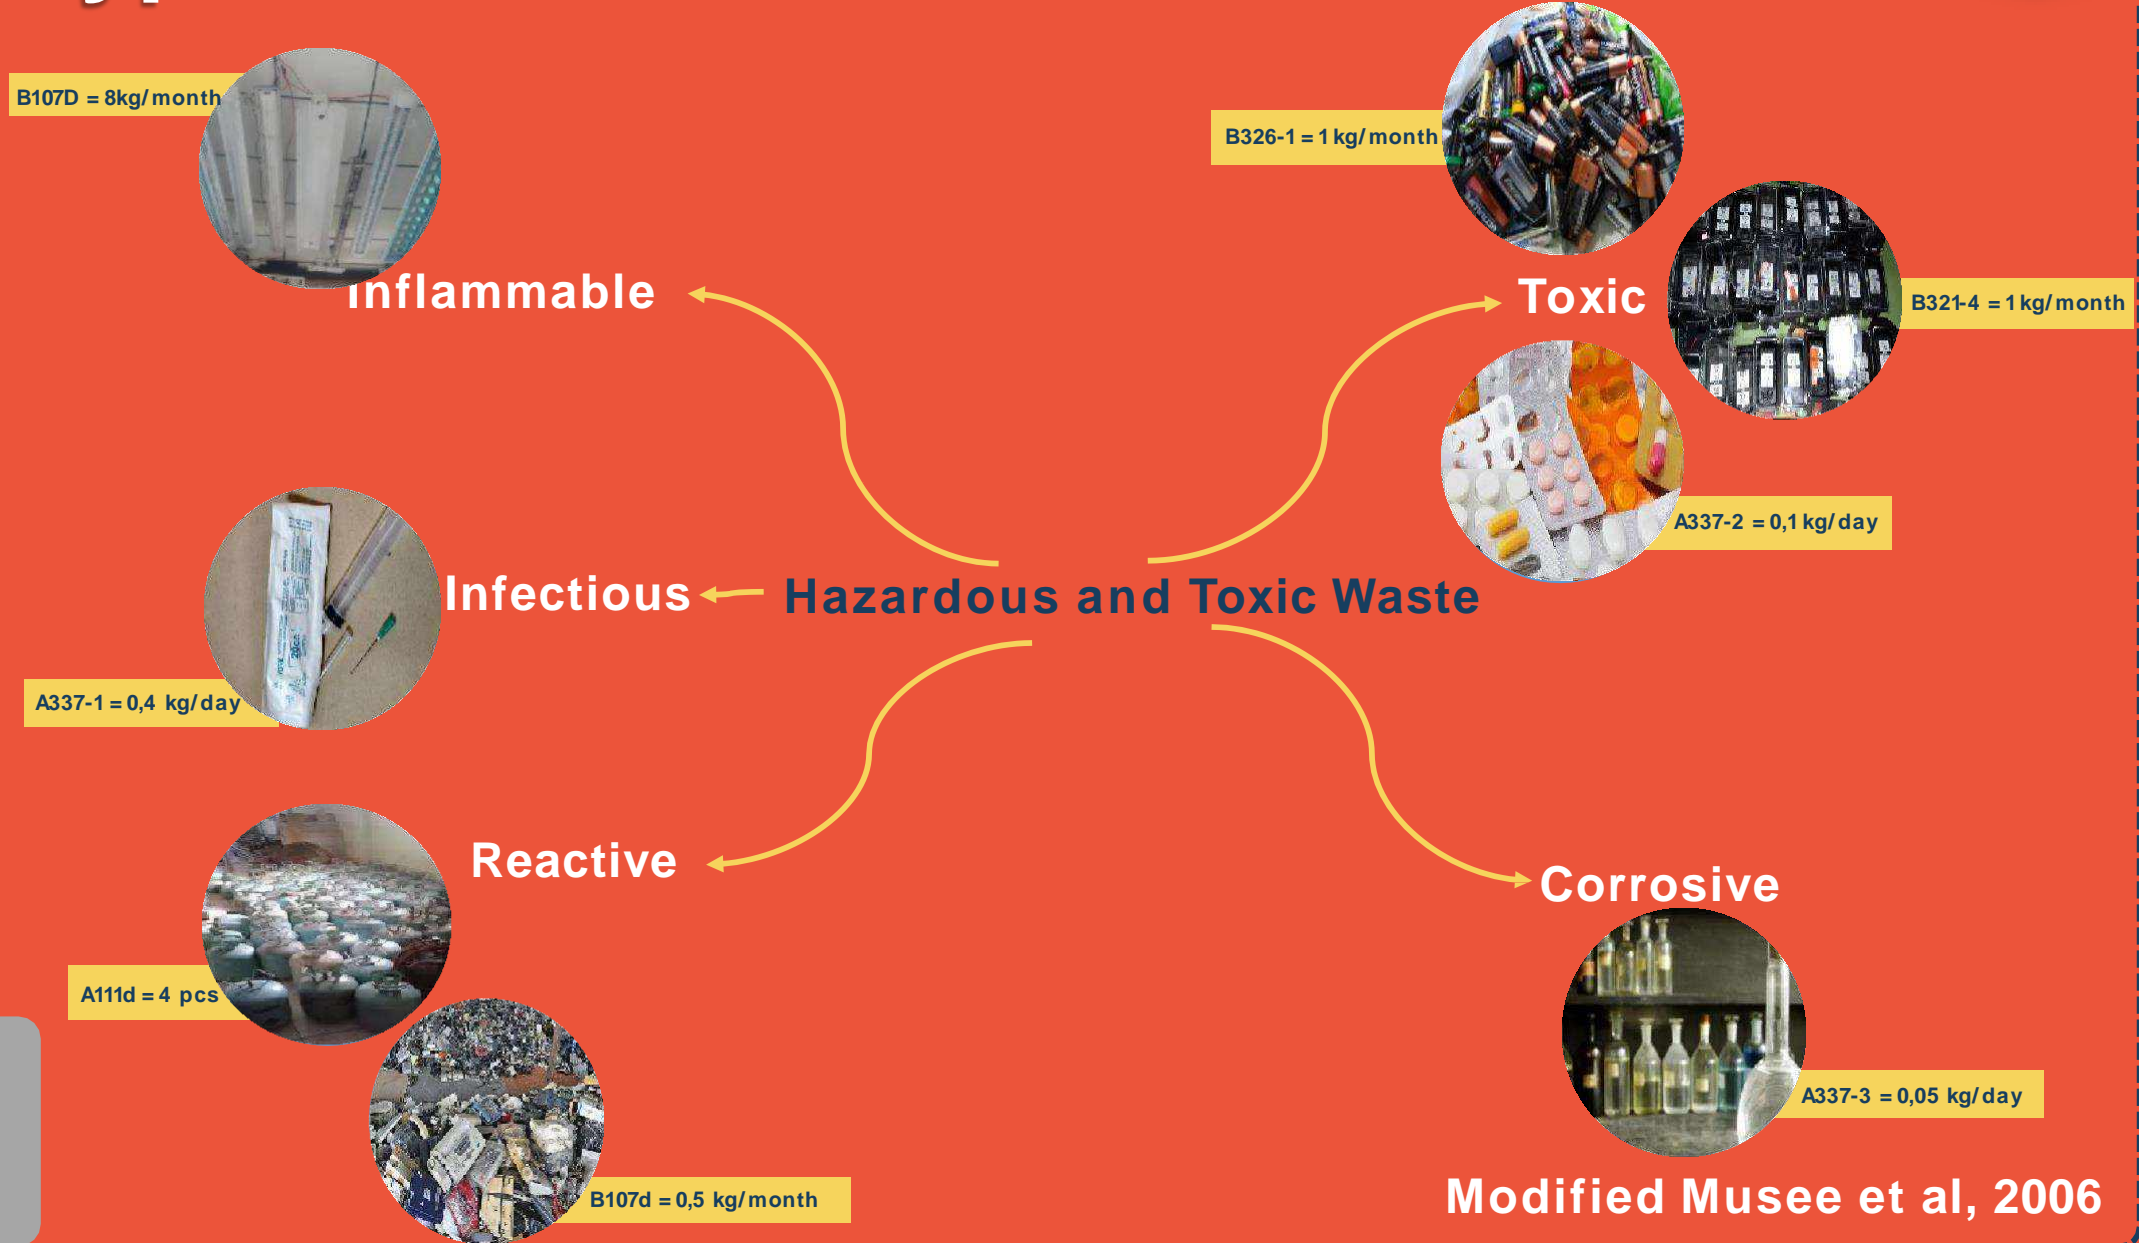 B107D = 8kg/month
Inflammable
B326-1 = 1 kg/month
Toxic
B321-4 = 1 kg/month
A337-2 = 0,1 kg/day
Infectious
Hazardous and Toxic Waste
A337-1 = 0,4 kg/day
Reactive
A111d = 4 pcs
B107d = 0,5 kg/month
Corrosive
A337-3 = 0,05 kg/day
Modified Musee et al, 2006